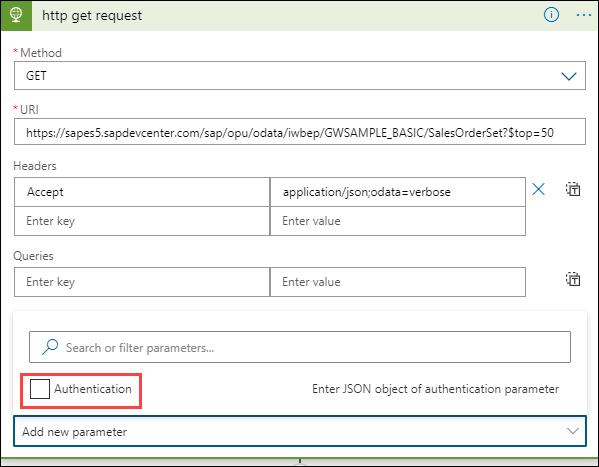 http get request
* Method
GET
* URI
https://sapes5.sapdevcenter.com/sap/opu/odata/iwbep/GWSAMPLE_BASIC/SalesOrderSet?$top=50
Headers
Accept application/json;odata=verbose
Enter key Enter value
Queries
Enter key Enter value
Search or filter parameters...
Authentication Enter JSON object of authentication parameter
Add new parameter